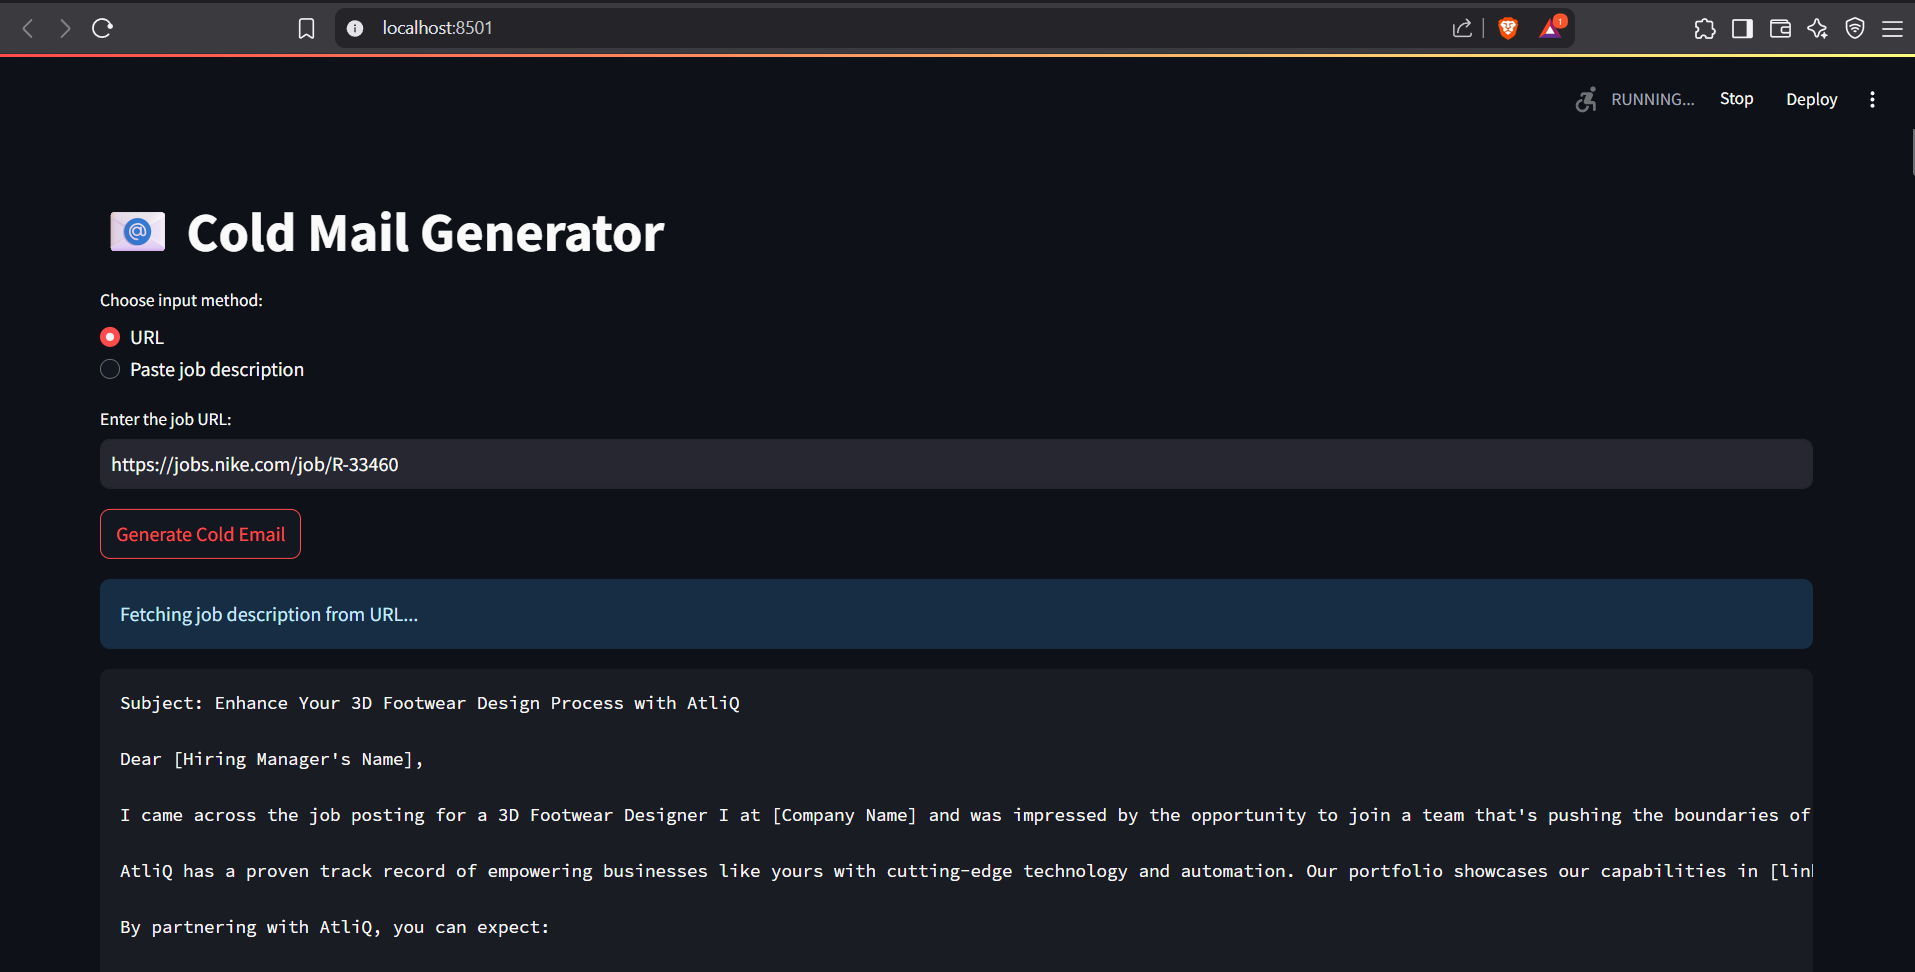 localhost:8501
1
RUNNING...
Stop
Deploy
Cold Mail Generator
Choose input method:
URL
Paste job description
Enter the job URL:
https://jobs.nike.com/job/R-33460
Generate Cold Email
Fetching job description from URL...
Subject: Enhance Your 3D Footwear Design Process with AtliQ
Dear [Hiring Manager's Name],
I came across the job posting for a 3D Footwear Designer I at [Company Name] and was impressed by the opportunity to join a team that's pushing the boundaries of
AtliQ has a proven track record of empowering businesses like yours with cutting-edge technology and automation. Our portfolio showcases our capabilities in
By partnering with AtliQ, you can expect: